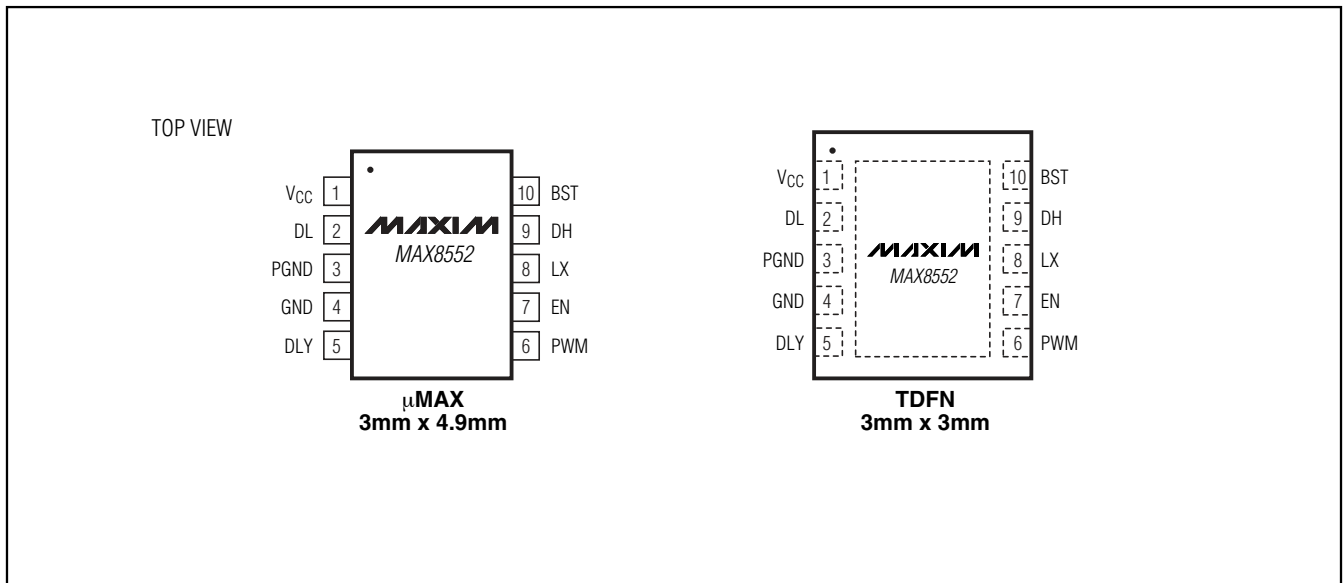 TOP VIEW
VCC 1
DL 2
PGND 3
GND 4
DLY 5
10 BST
9 DH
8 LX
7 EN
6 PWM
MAXIM
MAX8552
µMAX
3mm x 4.9mm
VCC 1
DL 2
PGND 3
GND 4
DLY 5
10 BST
9 DH
8 LX
7 EN
6 PWM
MAXIM
MAX8552
TDFN
3mm x 3mm